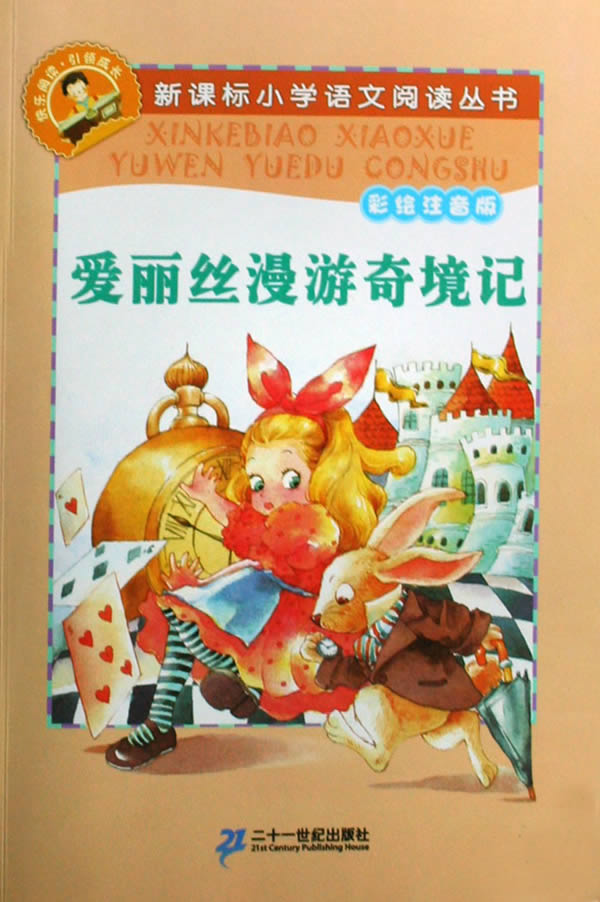 快乐阅读·引领成长
新课标小学语文阅读丛书
XINKEBIAO XIAOXUE
YUWEN YUEDU CONGSHU
彩绘注音版
爱丽丝漫游奇境记
21 二十一世纪出版社
21st Century Publishing House